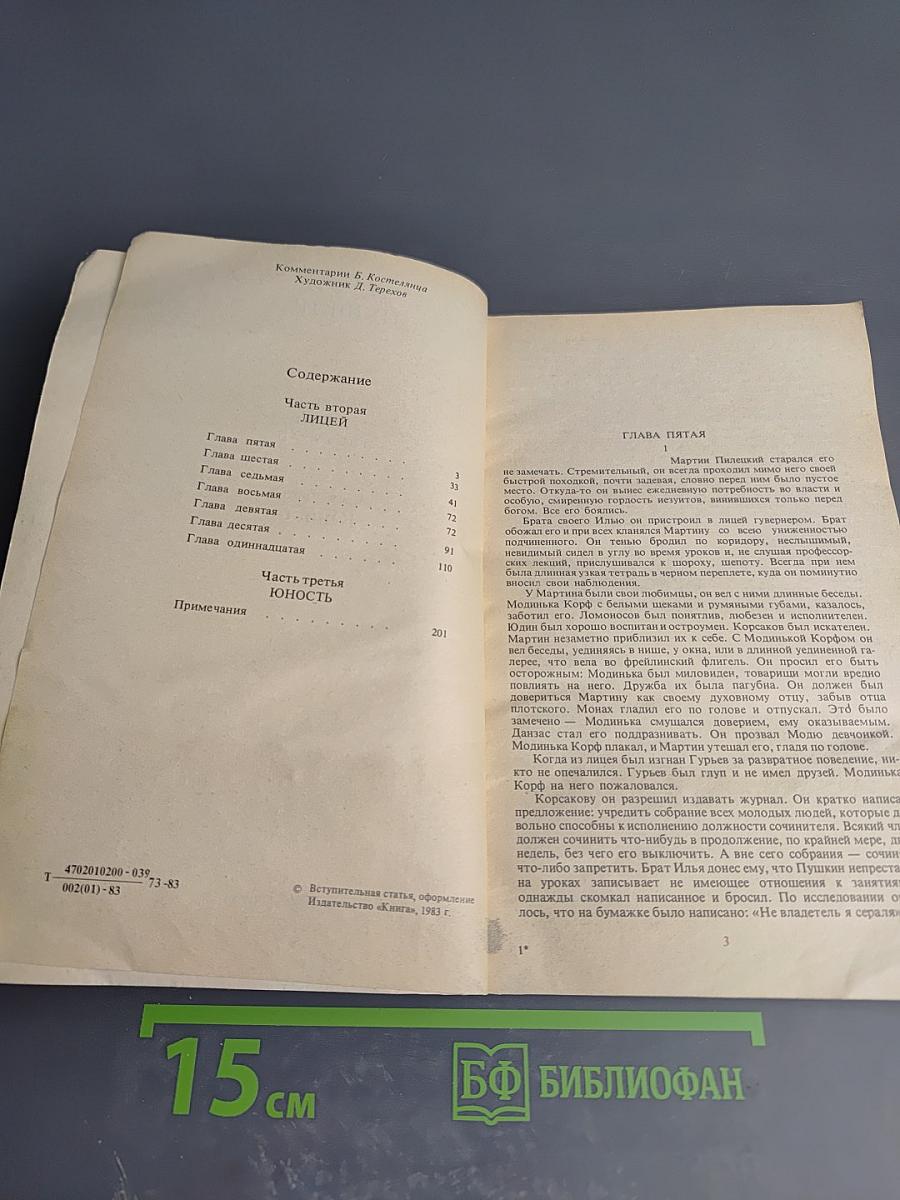 Комментарии Б. Костелянца
Художник Д. Терехов
Содержание
Часть вторая
ЛИЦЕЙ
Глава пятая . . . . . . . . 3
Глава шестая . . . . . . . . 33
Глава седьмая . . . . . . . . 41
Глава восьмая . . . . . . . . 72
Глава девятая . . . . . . . . 72
Глава десятая . . . . . . . . 91
Глава одиннадцатая . . . . . . 110
Часть третья
ЮНОСТЬ
Примечания . . . . . . . . 201
Т 4702010200 - 039 / 002(01) - 83 73 -83
© Вступительная статья, оформление
Издательство «Книга», 1983 г.
ГЛАВА ПЯТАЯ
1
Мартин Пилецкий старался его
не замечать. Стремительный, он всегда проходил мимо него своей
быстрой походкой, почти задевая, словно перед ним было пустое
место. Откуда-то он вынес ежедневную потребность во власти и
особую, смиренную гордость иезуитов, винившихся только перед
богом. Все его боялись.
Брата своего Илью он пристроил в лицей гувернером. Брат
обожал его и при всех кланялся Мартину со всею униженностью
подчиненного. Он тенью бродил по коридору, неслышимый,
невидимый сидел в углу во время уроков и, не слушая профессор-
ских лекций, прислушивался к шороху, шепоту. Всегда при нем
была длинная узкая тетрадь в черном переплете, куда он поминутно
вносил свои наблюдения.
У Мартина были свои любимцы, он вел с ними длинные беседы.
Модинька Корф с белыми щеками и румяными губами, казалось,
заботил его. Ломоносов был понятлив, любезен и исполнителен.
Юдин был хорошо воспитан и остроумен. Корсаков был искателен.
Мартин незаметно приблизил их к себе. С Модинькой Корфом он
вел беседы, уединяясь в нише, у окна, или в длинной уединенной га-
лерее, что вела во фрейлинский флигель. Он просил его быть
осторожным: Модинька был миловиден, товарищи могли вредно
повлиять на него. Дружба их была пагубна. Он должен был
довериться Мартину как своему духовному отцу, забыв отца
плотского. Монах гладил его по голове и отпускал. Это было
замечено — Модинька смущался доверием, ему оказываемым.
Данзас стал его поддразнивать. Он прозвал Модю девчонкой.
Модинька Корф плакал, и Мартин утешал его, гладя по голове.
Когда из лицея был изгнан Гурьев за развратное поведение, ни-
кто не опечалился. Гурьев был глуп и не имел друзей. Модинька
Корф на него пожаловался.
Корсакову он разрешил издавать журнал. Он кратко написа
предложение: учредить собрание всех молодых людей, которые д
вольно способны к исполнению должности сочинителя. Всякий чл
должен сочинить что-нибудь в продолжение, по крайней мере, д
недель, без чего его выключить. А вне сего собрания — сочин
что-либо запретить. Брат Илья донес ему, что Пушкин непреста
на уроках записывает не имеющее отношения к заняти
однажды скомкал написанное и бросил. По исследовании о
лось, что на бумажке было написано: «Не владетель я сераля
1*
3
15 см
БФ БИБЛИОФАН